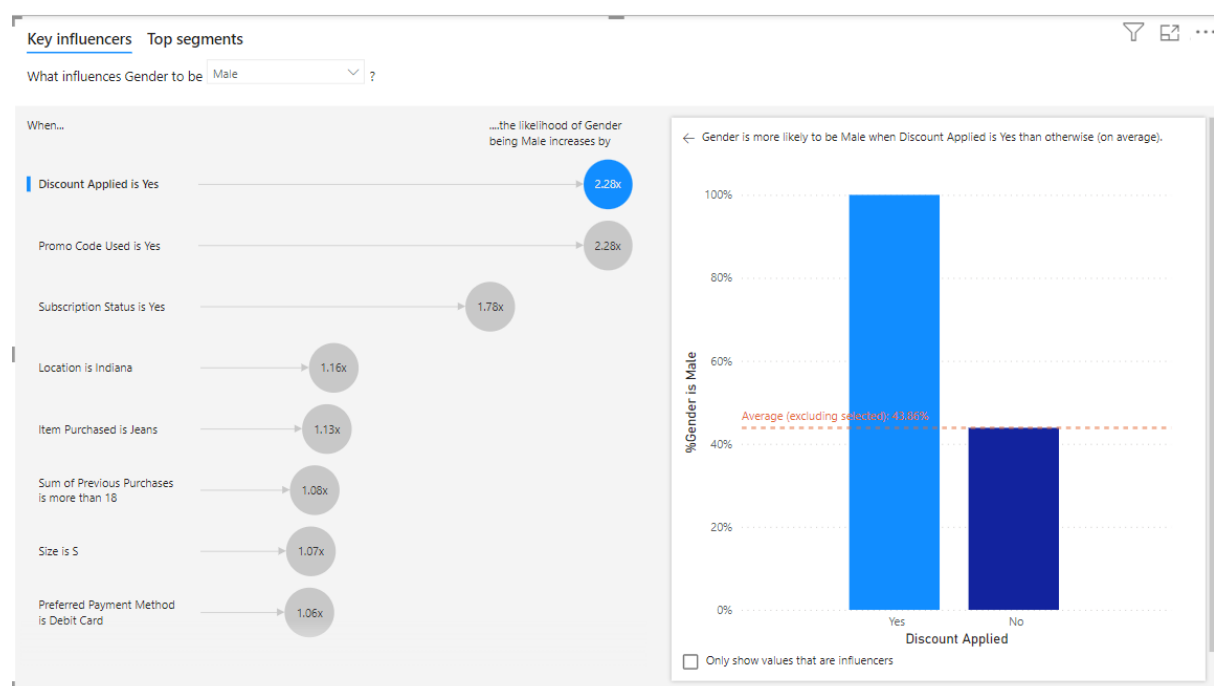 Key influencers Top segments
What influences Gender to be Male ?
When...
....the likelihood of Gender
being Male increases by
Discount Applied is Yes 2.28x
Promo Code Used is Yes 2.28x
Subscription Status is Yes 1.78x
Location is Indiana 1.16x
Item Purchased is Jeans 1.13x
Sum of Previous Purchases
is more than 18
1.08x
Size is S 1.07x
Preferred Payment Method
is Debit Card
1.06x
← Gender is more likely to be Male when Discount Applied is Yes than otherwise (on average).
%Gender is Male
100%
80%
60%
Average (excluding selected): 43.86%
40%
20%
0%
Yes No
Discount Applied
Only show values that are influencers